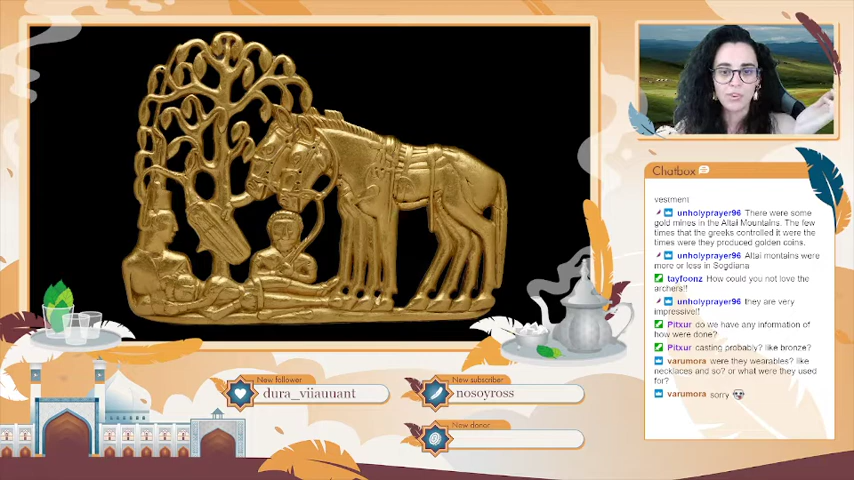 Chatbox
vestment
unholyprayer96 There were some
gold mines in the Altai Mountains. The few
times that the greeks controlled it were the
times were they produced golden coins.
unholyprayer96 Altai montains were
more or less in Sogdiana
tayfoonz How could you not love the
archers!!
unholyprayer96 they are very
impressive!!
Pitxur do we have any information of
how were done?
Pitxur casting probably? like bronze?
varumora were they wearables? like
necklaces and so? or what were they used
for?
varumora sorry
New follower
dura_viiauuant
New subscriber
nosoyross
New donor